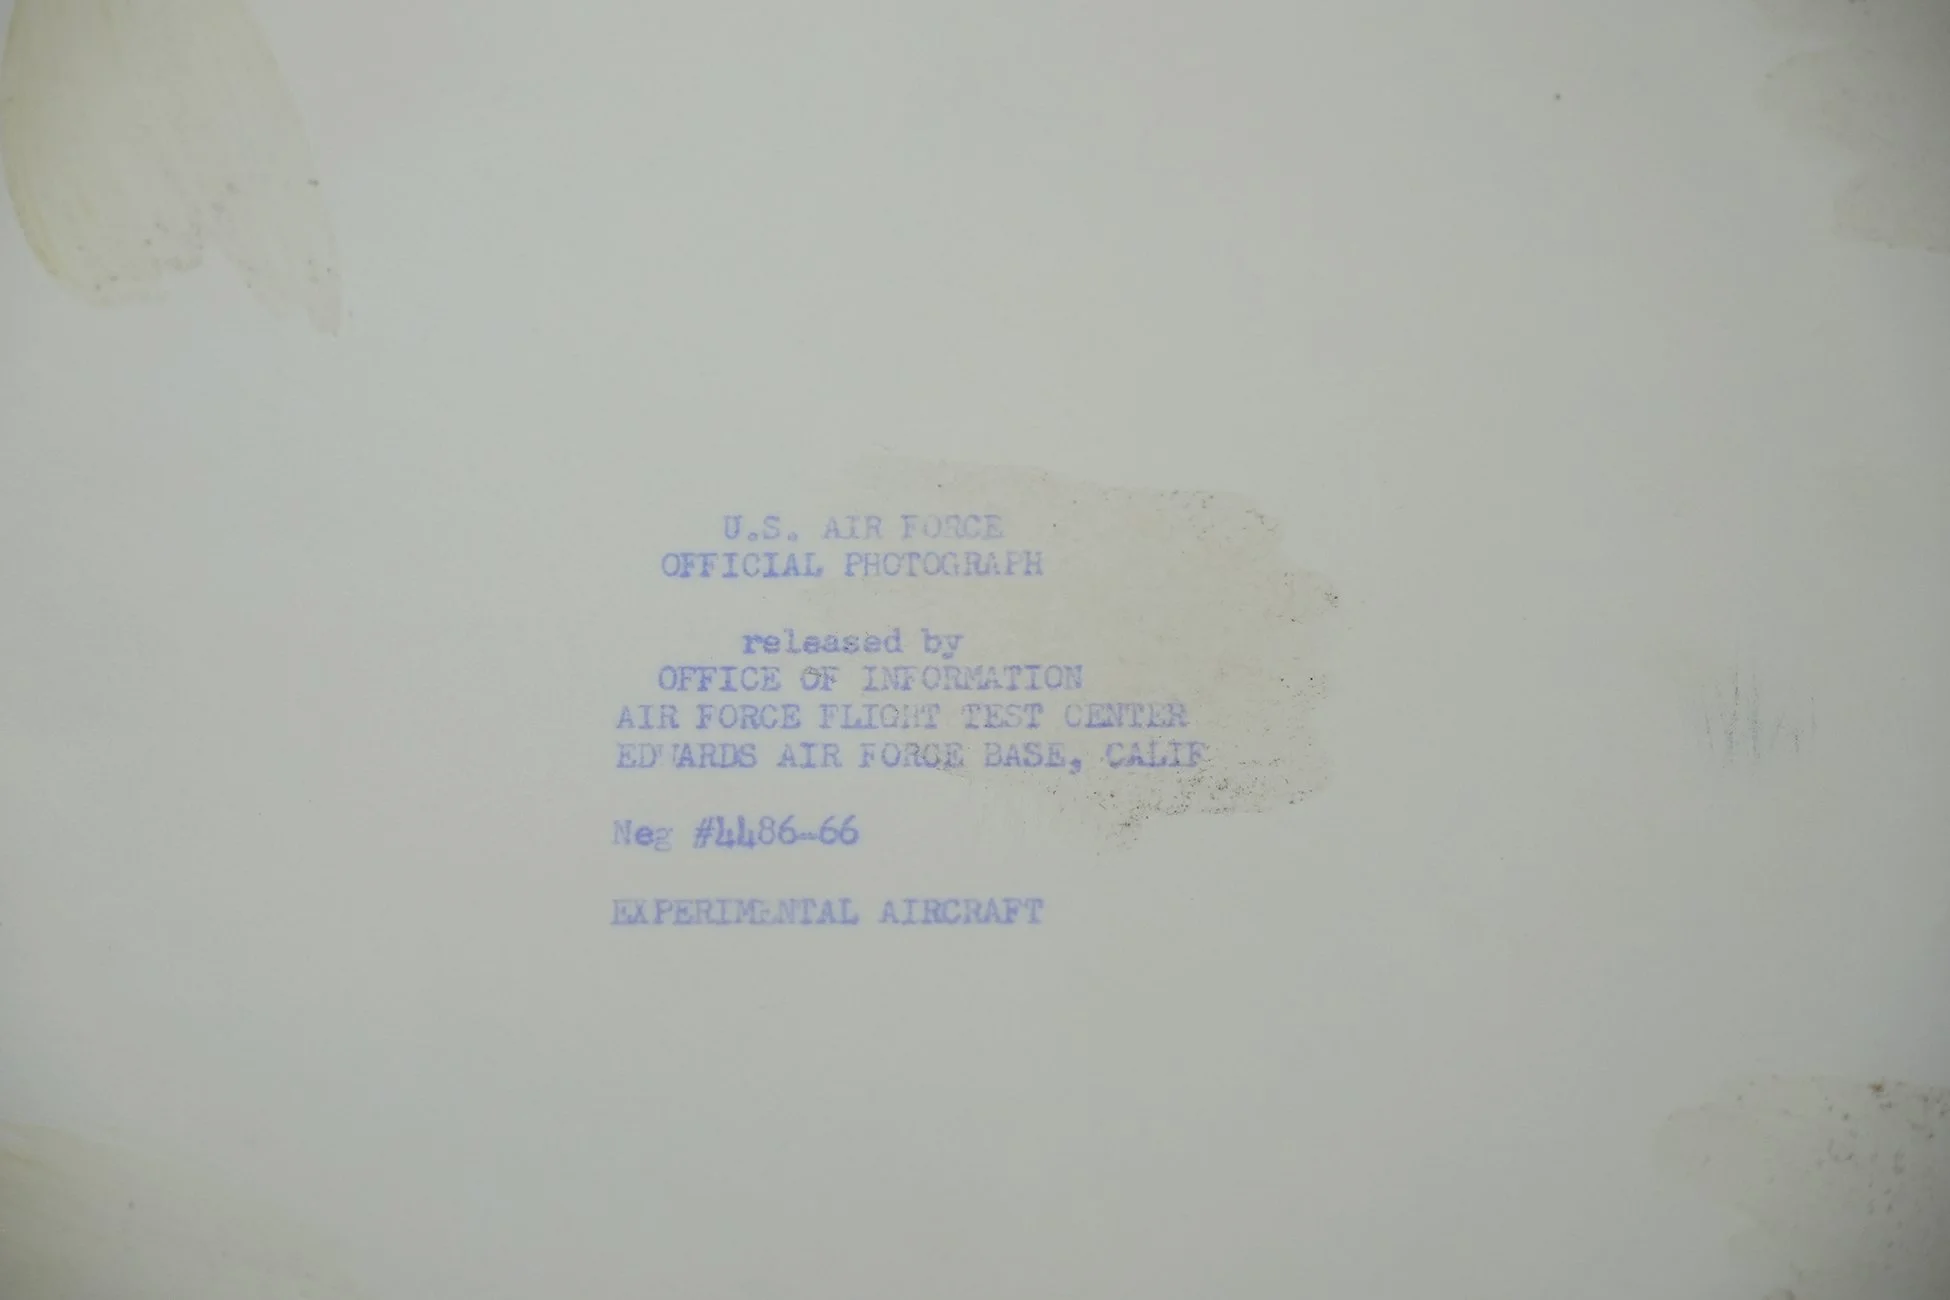 U.S. AIR FORCE
OFFICIAL PHOTOGRAPH
released by
OFFICE OF INFORMATION
AIR FORCE FLIGHT TEST CENTER
EDWARDS AIR FORCE BASE, CALIF
Neg #4486-66
EXPERIMENTAL AIRCRAFT